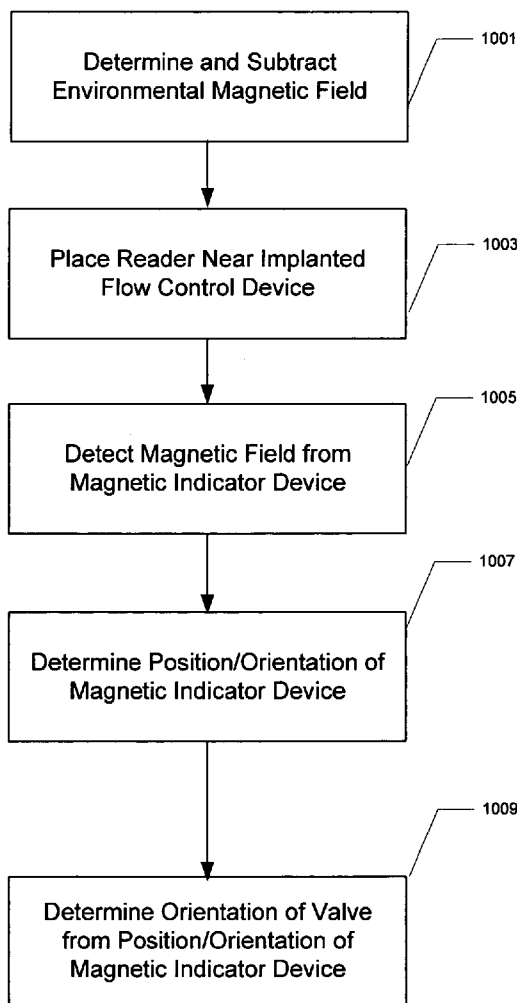 1001
Determine and Subtract
Environmental Magnetic Field
1003
Place Reader Near Implanted
Flow Control Device
1005
Detect Magnetic Field from
Magnetic Indicator Device
1007
Determine Position/Orientation of
Magnetic Indicator Device
1009
Determine Orientation of Valve
from Position/Orientation of
Magnetic Indicator Device